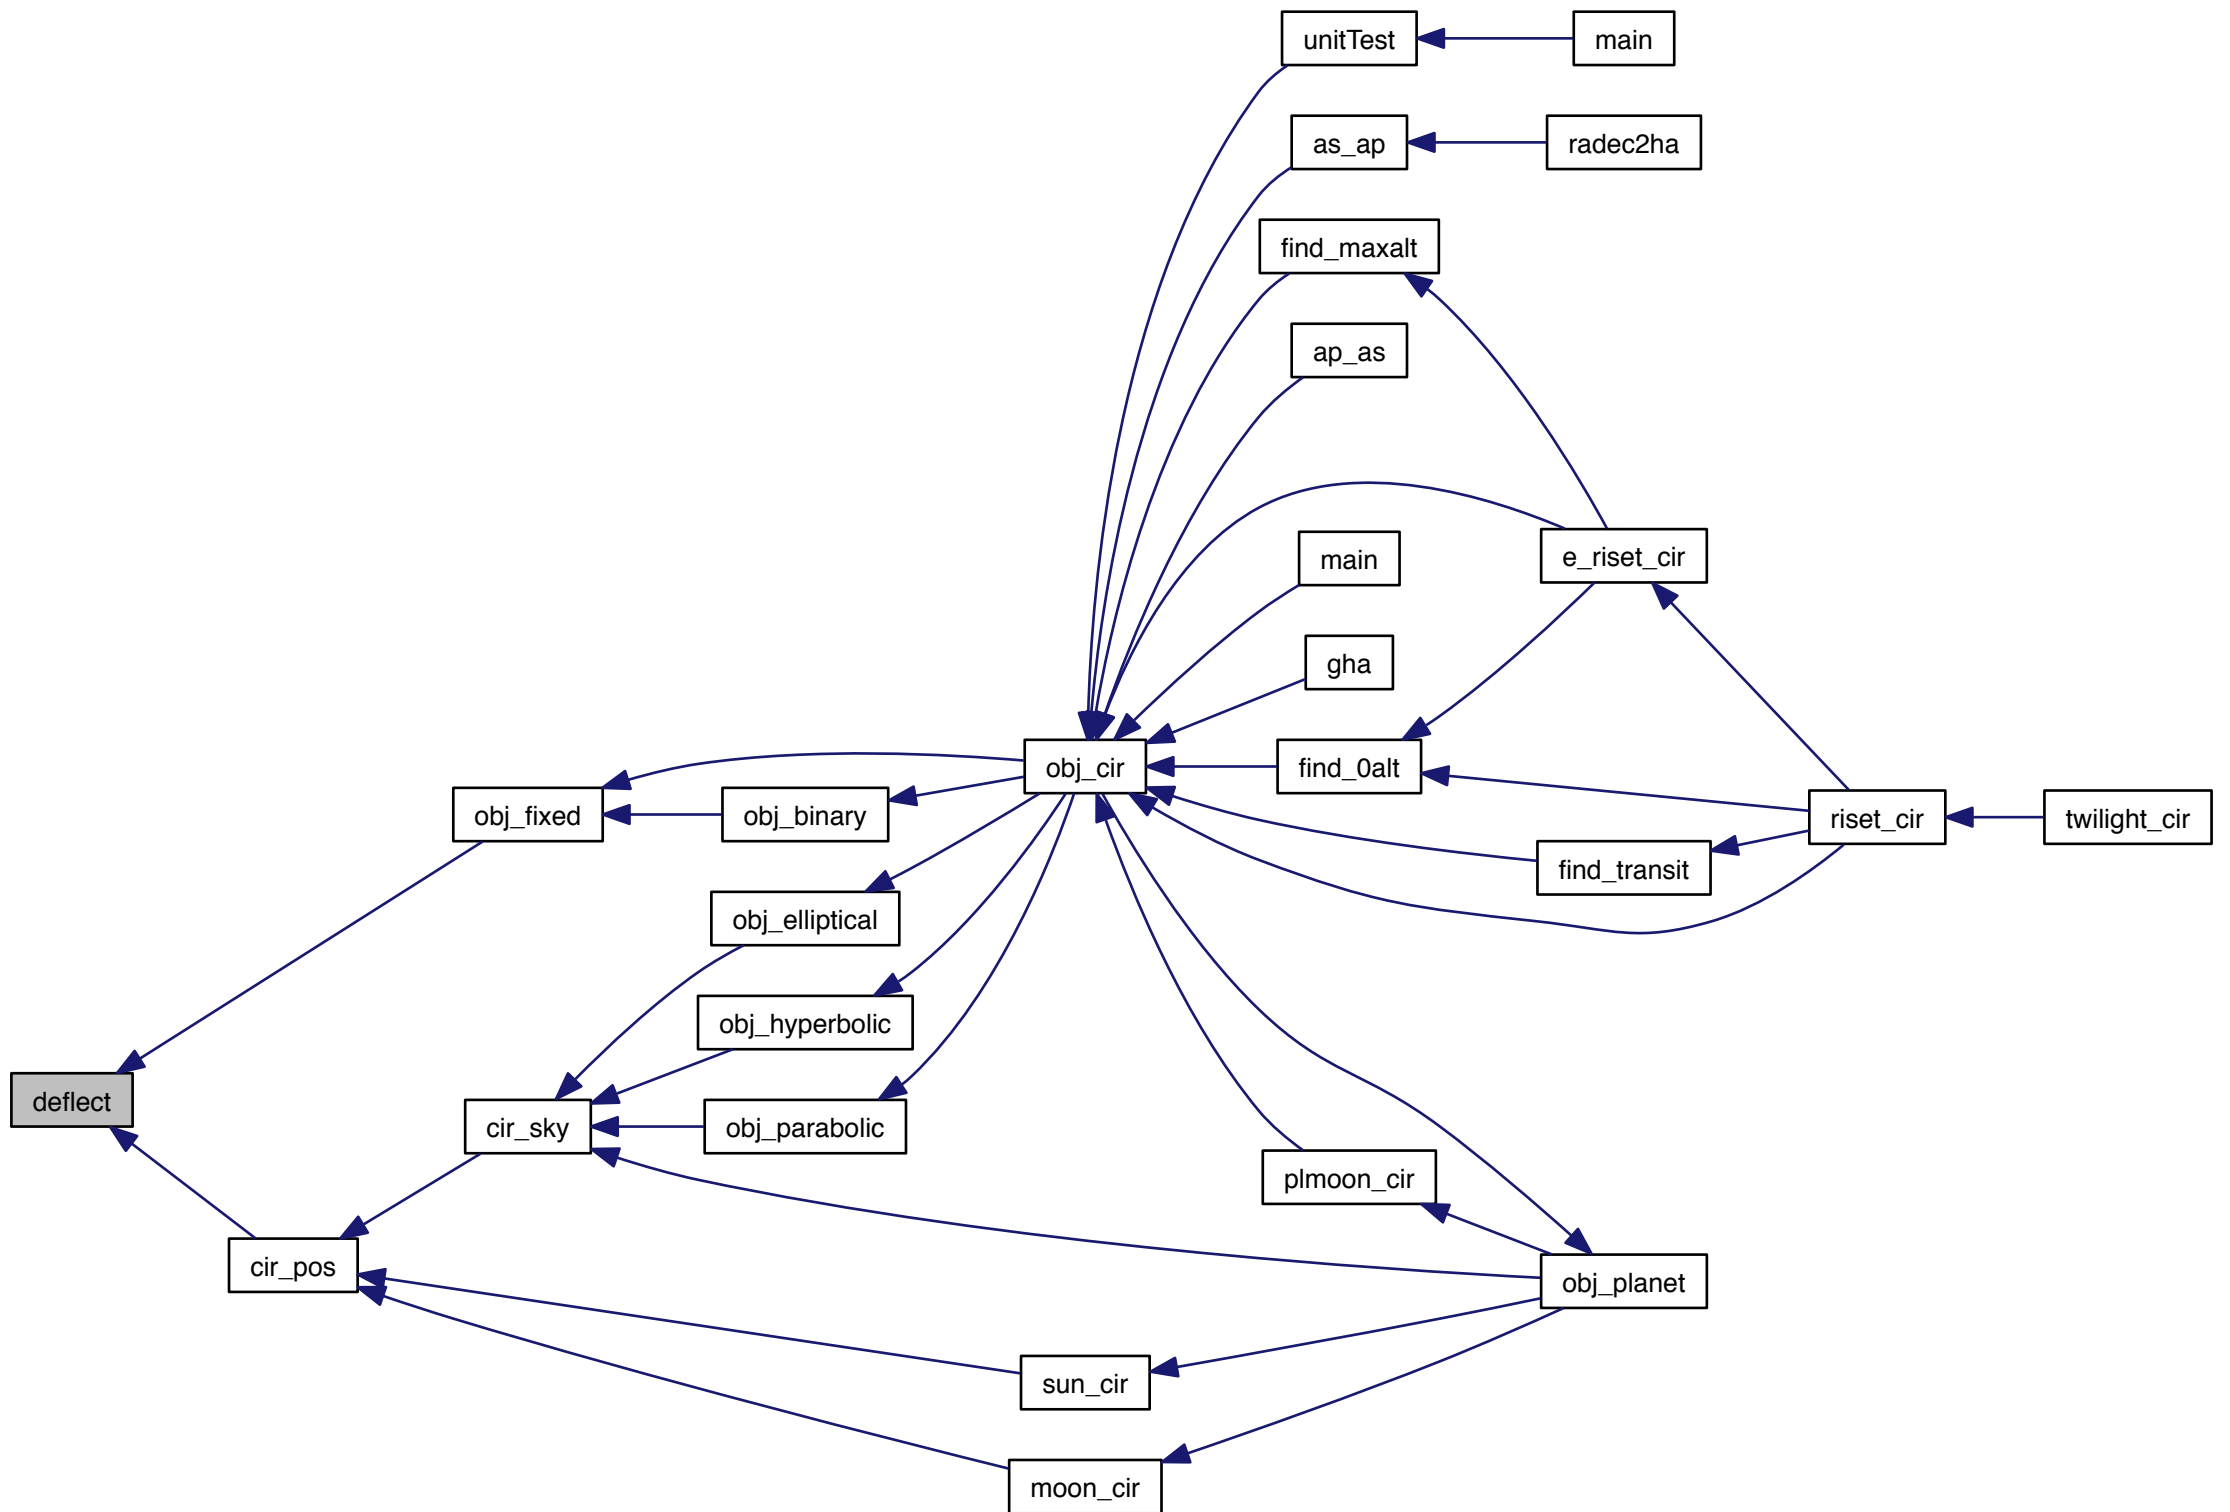 unitTest
main
as_ap
radec2ha
find_maxalt
ap_as
e_riset_cir
main
gha
obj_cir
find_0alt
obj_fixed
obj_binary
riset_cir
twilight_cir
find_transit
obj_elliptical
obj_hyperbolic
deflect
cir_sky
obj_parabolic
plmoon_cir
cir_pos
obj_planet
sun_cir
moon_cir